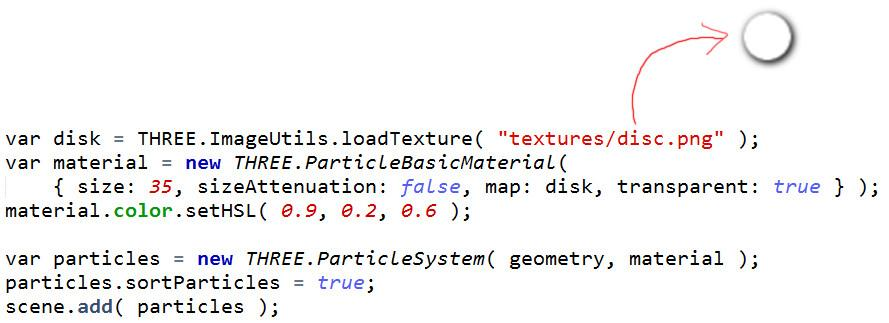 var disk = THREE.ImageUtils.loadTexture( "textures/disc.png" );
var material = new THREE.ParticleBasicMaterial(
    { size: 35, sizeAttenuation: false, map: disk, transparent: true } );
material.color.setHSL( 0.9, 0.2, 0.6 );

var particles = new THREE.ParticleSystem( geometry, material );
particles.sortParticles = true;
scene.add( particles );